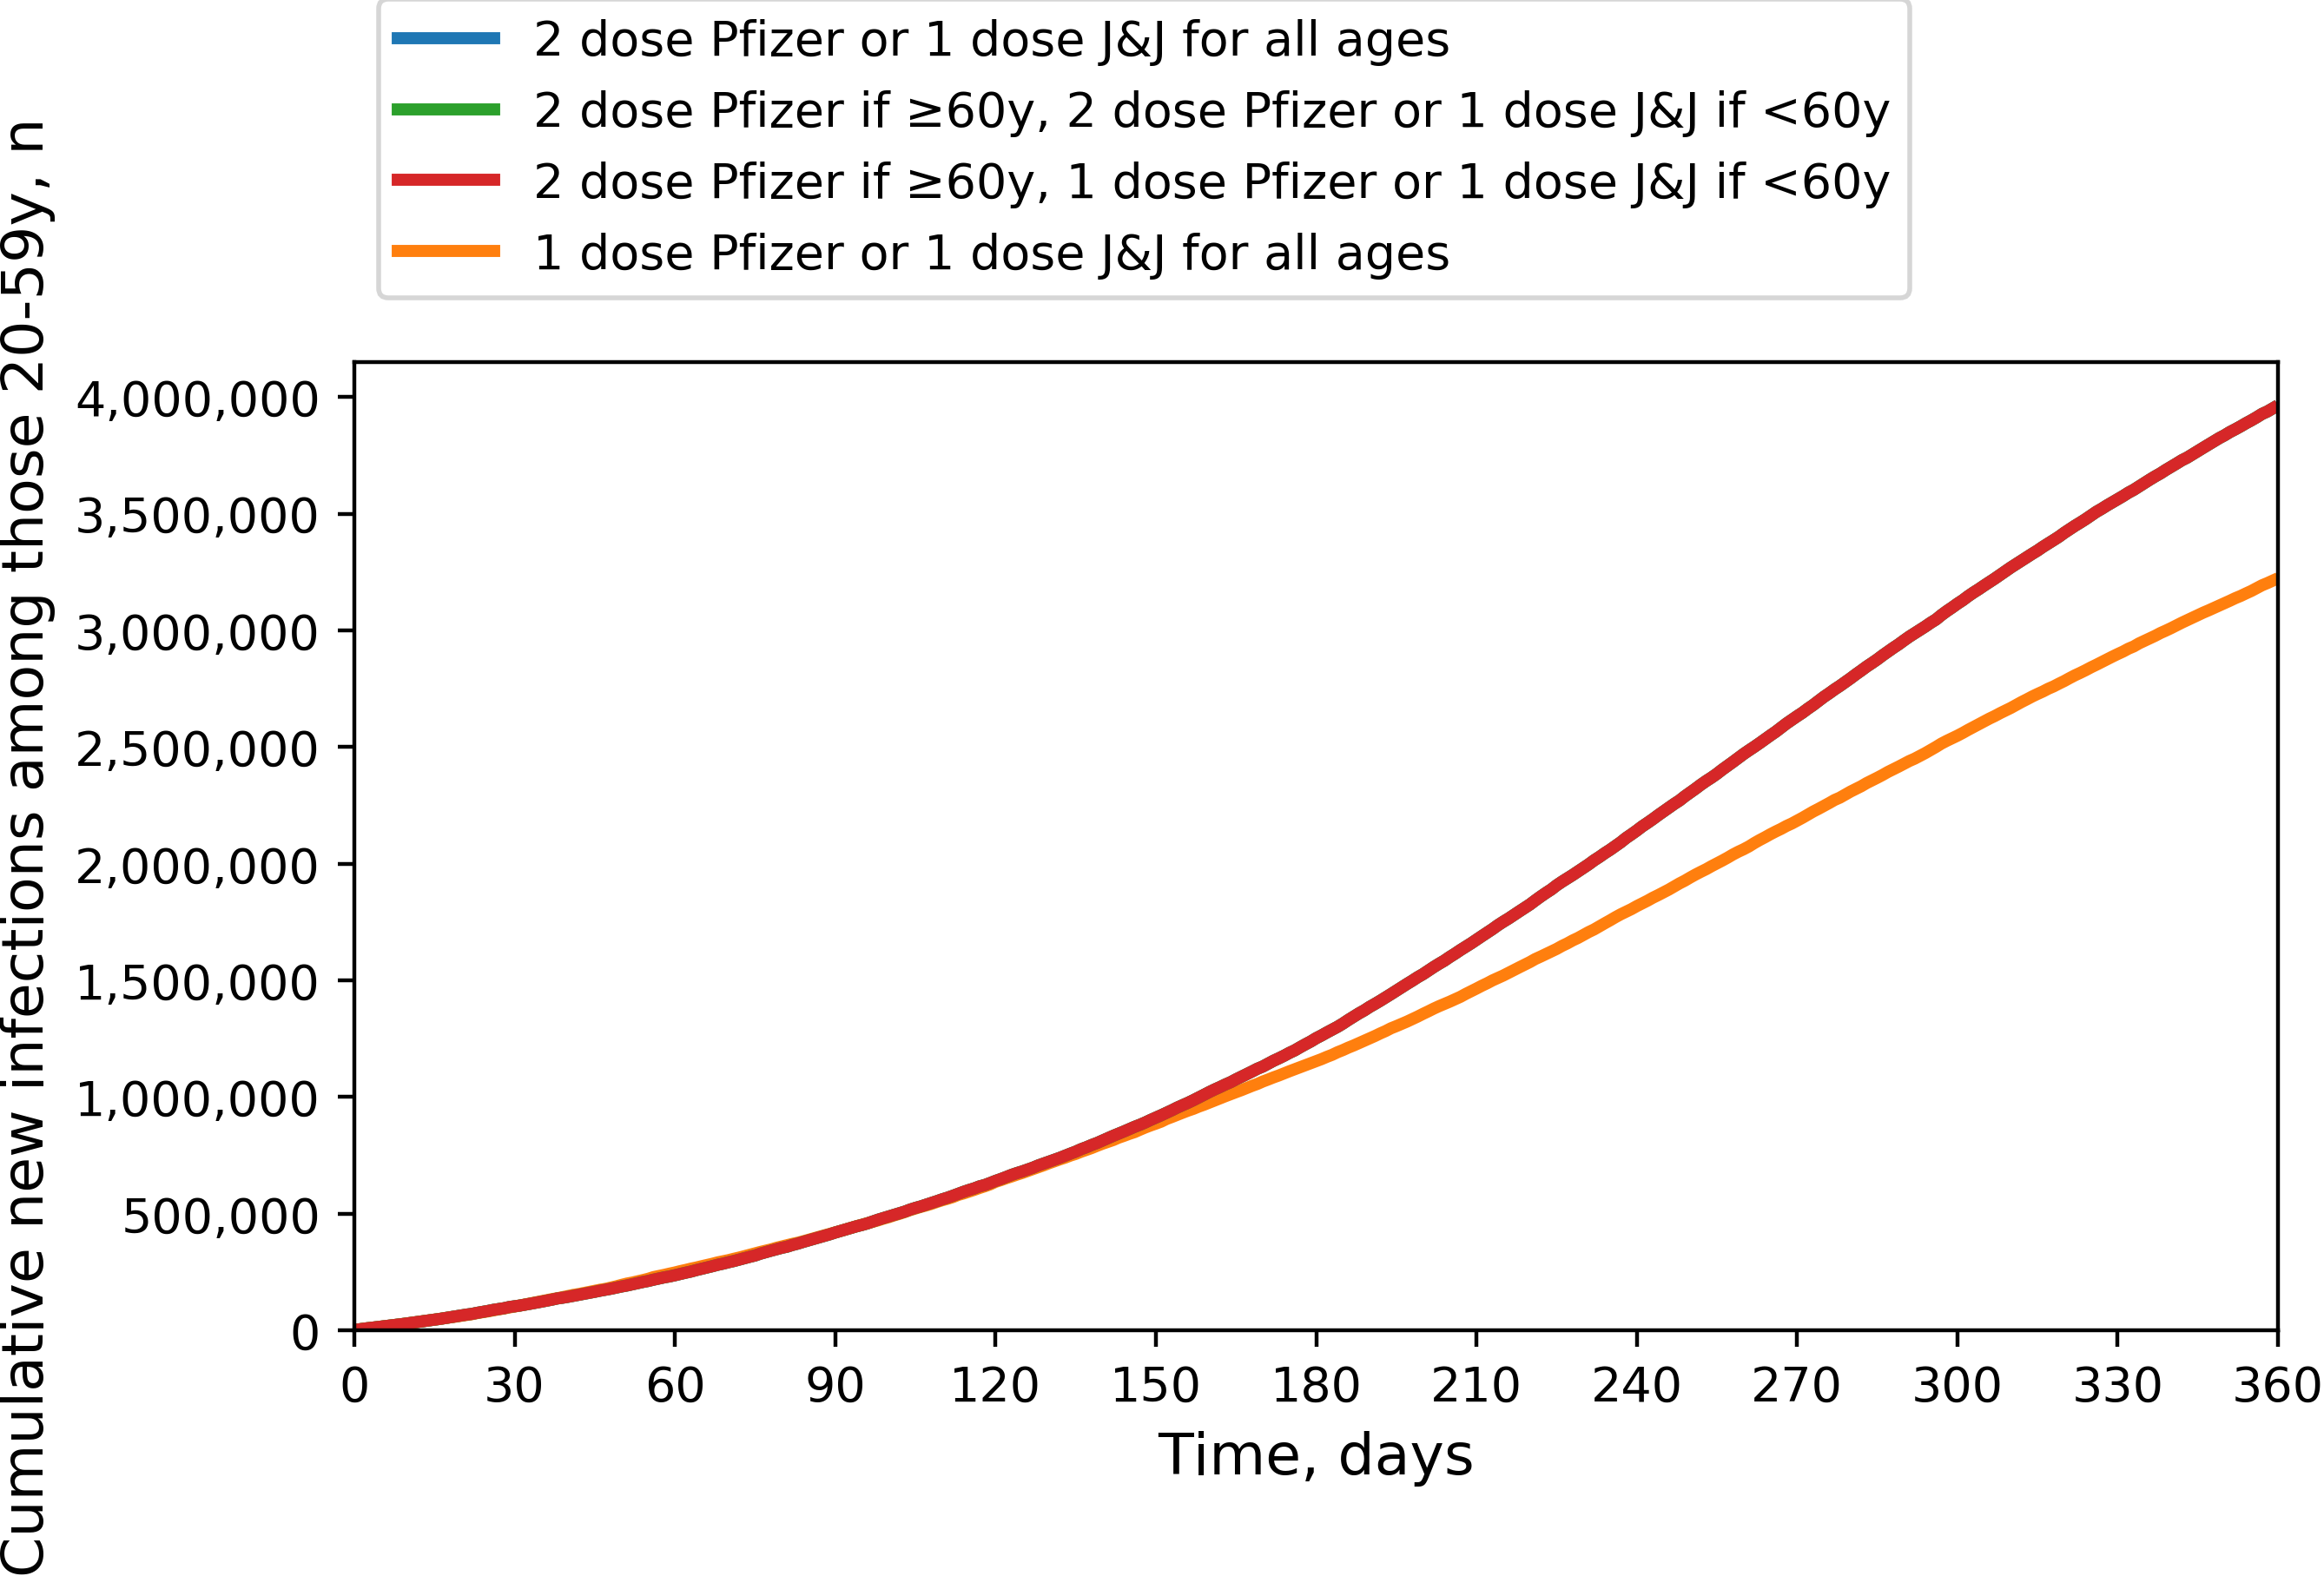 2 dose Pfizer or 1 dose J&J for all ages
2 dose Pfizer if ≥60y, 2 dose Pfizer or 1 dose J&J if <60y
2 dose Pfizer if ≥60y, 1 dose Pfizer or 1 dose J&J if <60y
1 dose Pfizer or 1 dose J&J for all ages
Cumulative new infections among those 20-59y, n
4,000,000
3,500,000
3,000,000
2,500,000
2,000,000
1,500,000
1,000,000
500,000
0
0 30 60 90 120 150 180 210 240 270 300 330 360
Time, days